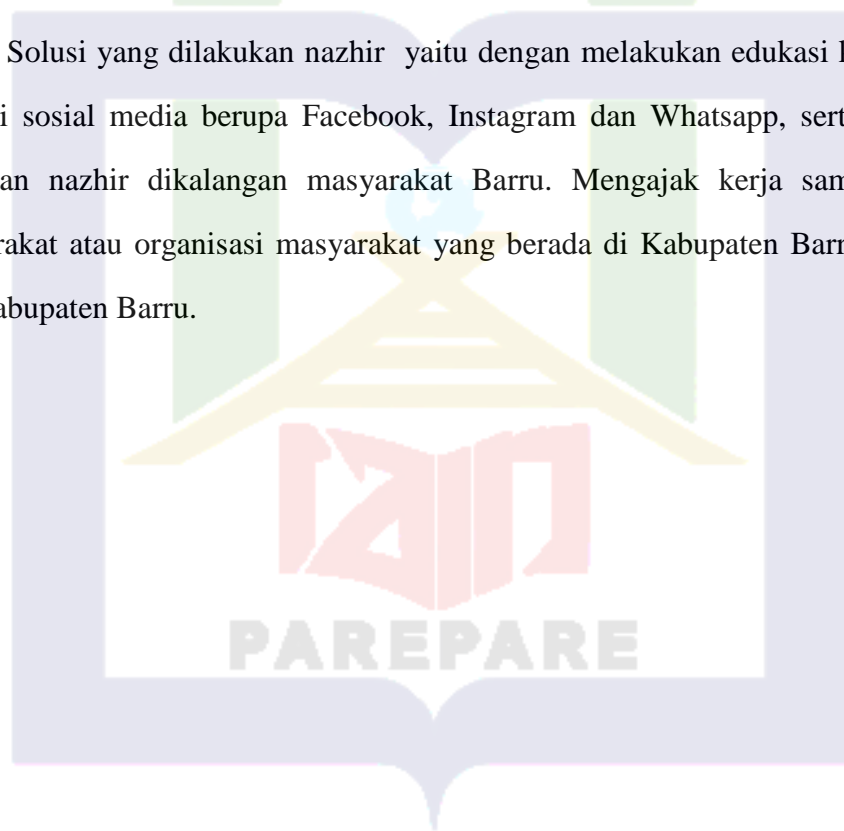 Solusi yang dilakukan nazhir yaitu dengan melakukan edukasi
i sosial media berupa Facebook, Instagram dan Whatsapp, sert
an nazhir dikalangan masyarakat Barru. Mengajak kerja sam
rakat atau organisasi masyarakat yang berada di Kabupaten Barr
abupaten Barru.
iain
PAREPARE